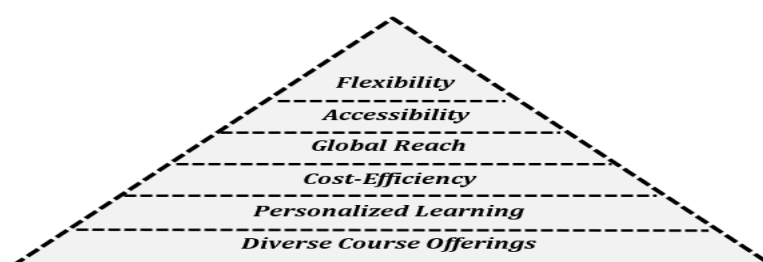 Flexibility
Accessibility
Global Reach
Cost-Efficiency
Personalized Learning
Diverse Course Offerings